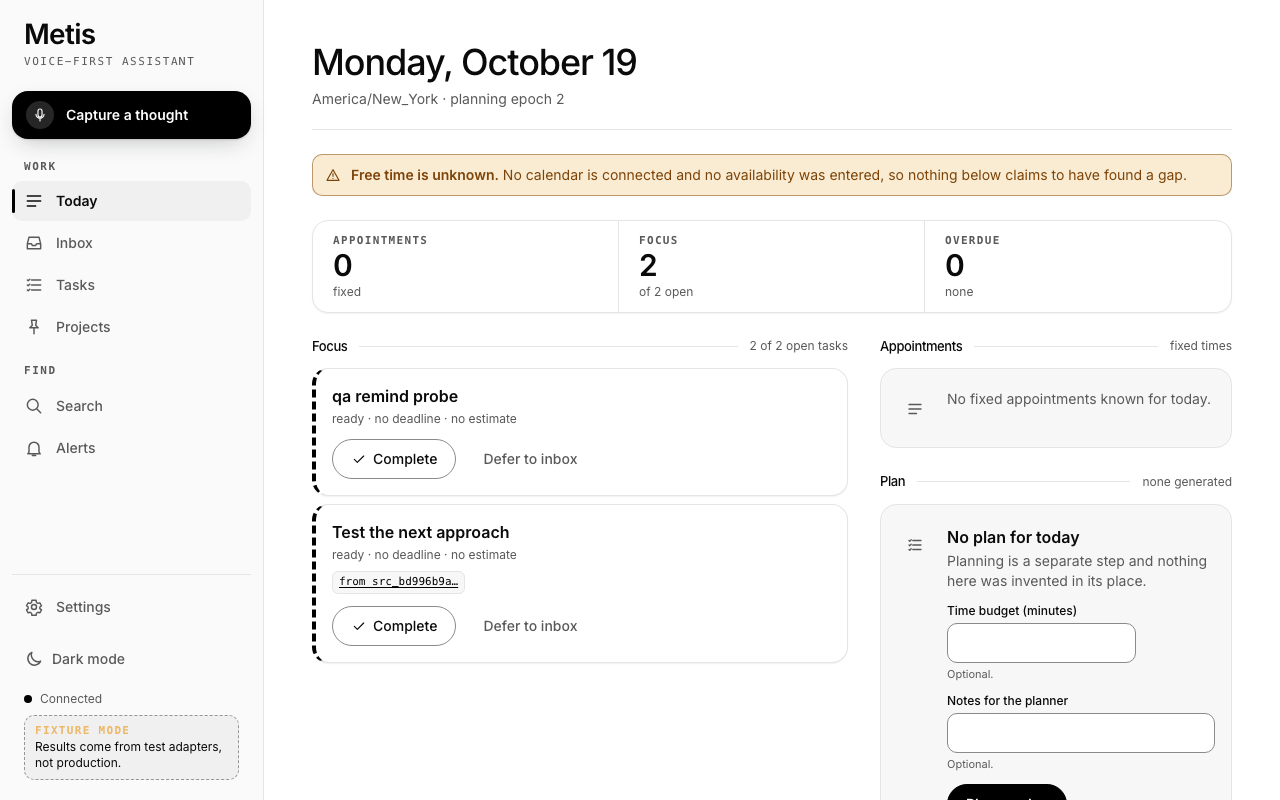 Metis
VOICE-FIRST ASSISTANT
Capture a thought
WORK
Today
Inbox
Tasks
Projects
FIND
Search
Alerts
Settings
Dark mode
Connected
FIXTURE MODE
Results come from test adapters,
not production.
Monday, October 19
America/New_York · planning epoch 2
Free time is unknown. No calendar is connected and no availability was entered, so nothing below claims to have found a gap.
APPOINTMENTS
0
fixed
FOCUS
2
of 2 open
OVERDUE
0
none
Focus
2 of 2 open tasks
qa remind probe
ready · no deadline · no estimate
Complete
Defer to inbox
Test the next approach
ready · no deadline · no estimate
from src_bd996b9a…
Complete
Defer to inbox
Appointments
fixed times
No fixed appointments known for today.
Plan
none generated
No plan for today
Planning is a separate step and nothing
here was invented in its place.
Time budget (minutes)
Optional.
Notes for the planner
Optional.